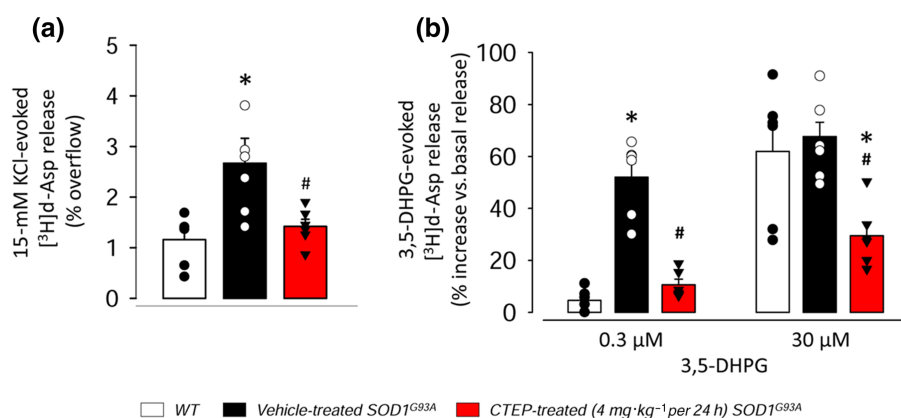 (a)
15-mM KCl-evoked
[³H]d-Asp release
(% overflow)
5
4
3
2
1
0
*
#
(b)
3,5-DHPG-evoked
[³H]d-Asp release
(% increase vs.basal release)
100
80
60
40
20
0
*
#
*
#
0.3 µM
30 µM
3,5-DHPG
WT
Vehicle-treated SOD1ᴳ⁹³ᴬ
CTEP-treated (4 mg·kg⁻¹ per 24 h) SOD1ᴳ⁹³ᴬ